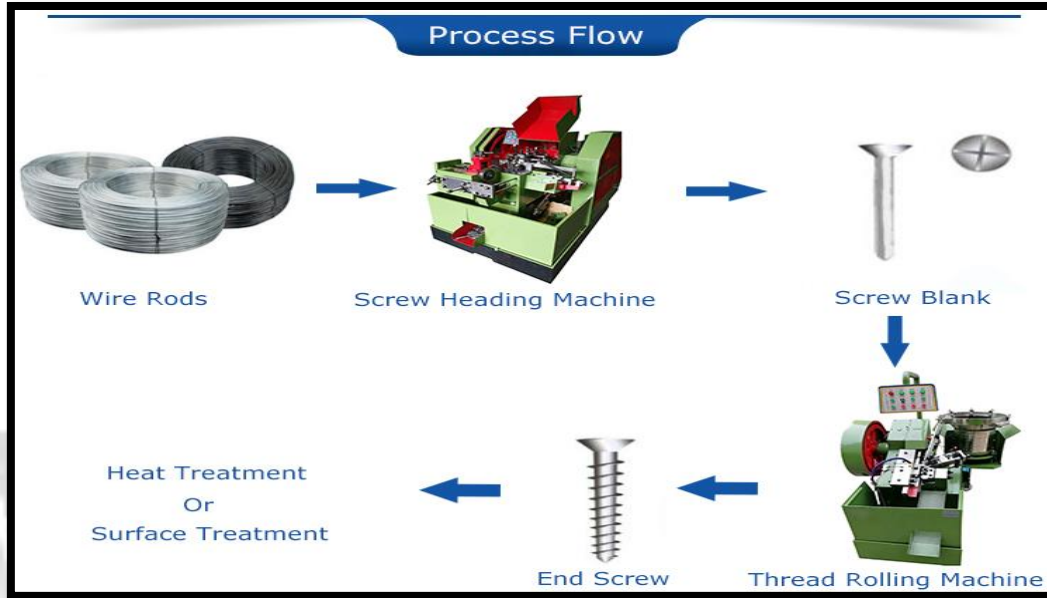 Process Flow
Wire Rods
Screw Heading Machine
Screw Blank
Thread Rolling Machine
End Screw
Heat Treatment
Or
Surface Treatment